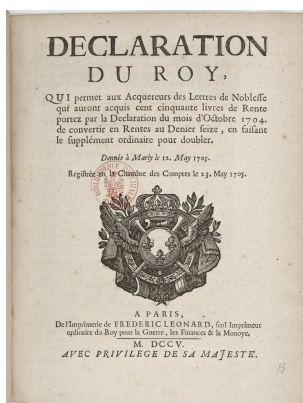 DECLARATION
DU ROY,
QUI permet aux Acquereurs des Lettres de Noblesse
qui auront acquis cent cinquante livres de Rente
portez par la Declaration du mois d'Octobre 1704.
de convertir en Rentes au Denier seize, en faisant
le supplément ordinaire pour doubler.
Donnée à Marly le 12. May 1705.
Registrée en la Chambre des Comptes le 23. May 1705.
A PARIS,
De l'Imprimerie de FREDERIC LEONARD, seul Imprimeur
ordinaire du Roy pour la Guerre, les Finances & la Monoye.
M. DCCV.
AVEC PRIVILEGE DE SA MAJESTE.